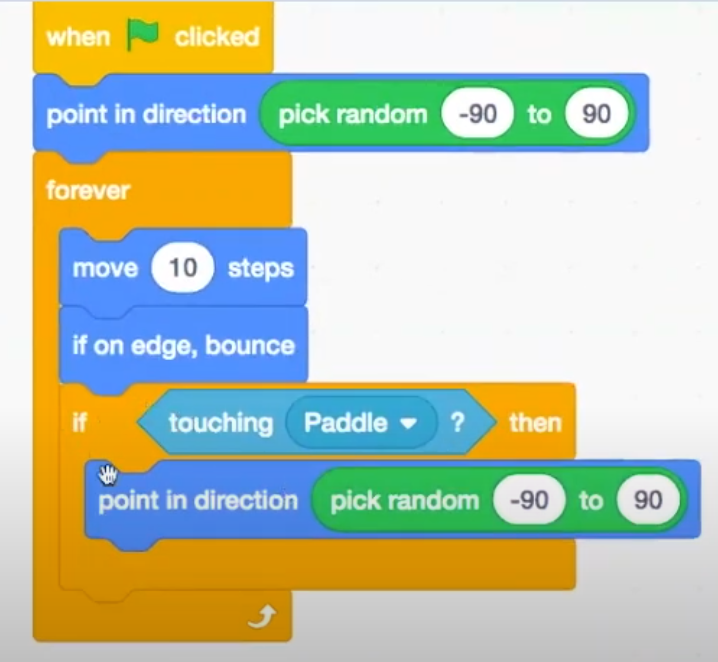 when clicked
point in direction pick random -90 to 90
forever
move 10 steps
if on edge, bounce
if touching Paddle ? then
point in direction pick random -90 to 90